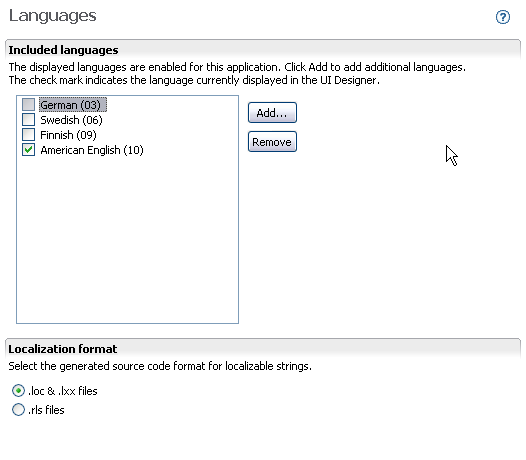 Languages
?
Included languages
The displayed languages are enabled for this application. Click Add to add additional languages.
The check mark indicates the language currently displayed in the UI Designer.
German (03)
Swedish (06)
Finnish (09)
American English (10)
Add...
Remove
Localization format
Select the generated source code format for localizable strings.
.loc & .lxx files
.rls files